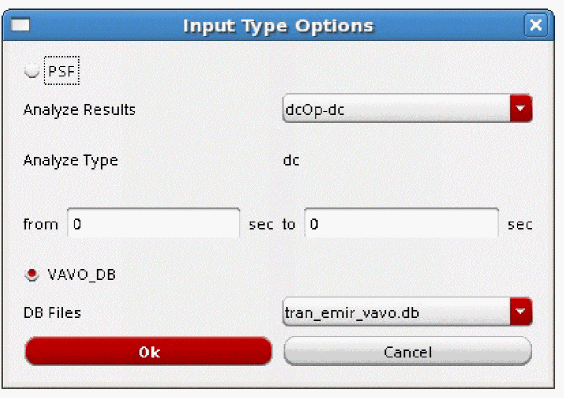 Input Type Options
PSF
Analyze Results dcOp-dc
Analyze Type dc
from 0 sec to 0 sec
VAVO_DB
DB Files tran_emir_vavo.db
Ok Cancel